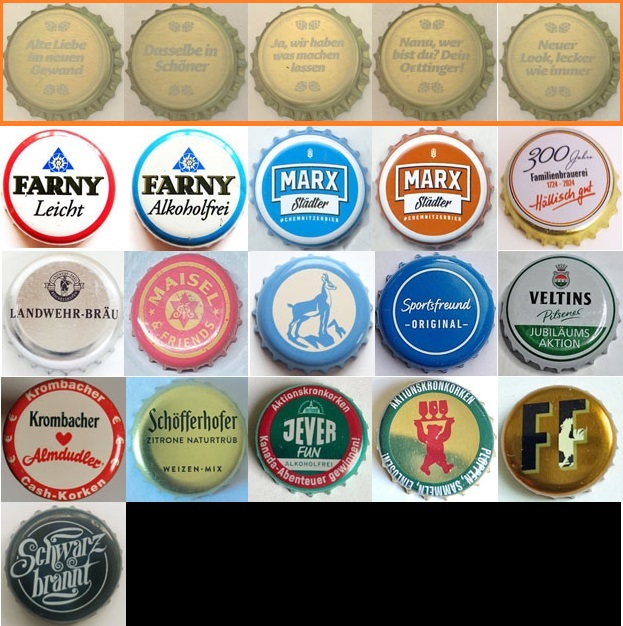 Alte Liebe
im neuen
Gewand
Dasselbe in
Schöner
Ja, wir haben
was machen
lassen
Nanu, wer
bist du? Dein
Oettinger!
Neuer
Look, lecker
wie immer
FARNY
Leicht
FARNY
Alkoholfrei
MARX
Städter
#CHEMNITZERBIER
MARX
Städter
#CHEMNITZERBIER
300 Jahre
Familienbrauerei
1724 - 2024
Hällisch gut
LANDWEHR-BRÄU
MAISEL
& FRIENDS
Sportsfreund
-ORIGINAL-
VELTINS
Pilsener
JUBILÄUMS
AKTION
Krombacher
Krombacher
Almdudler
Cash-Korken
€ € € €
Schöfferhofer
ZITRONE NATURTRÜB
WEIZEN-MIX
Aktionskronkorken
JEVER
FUN
ALKOHOLFREI
Kanada-Abenteuer gewinnen!
AKTIONSKRONKORKEN
PLOPPEN, SAMMELN, EINLÖSEN!
FF
Schwarz
brannt